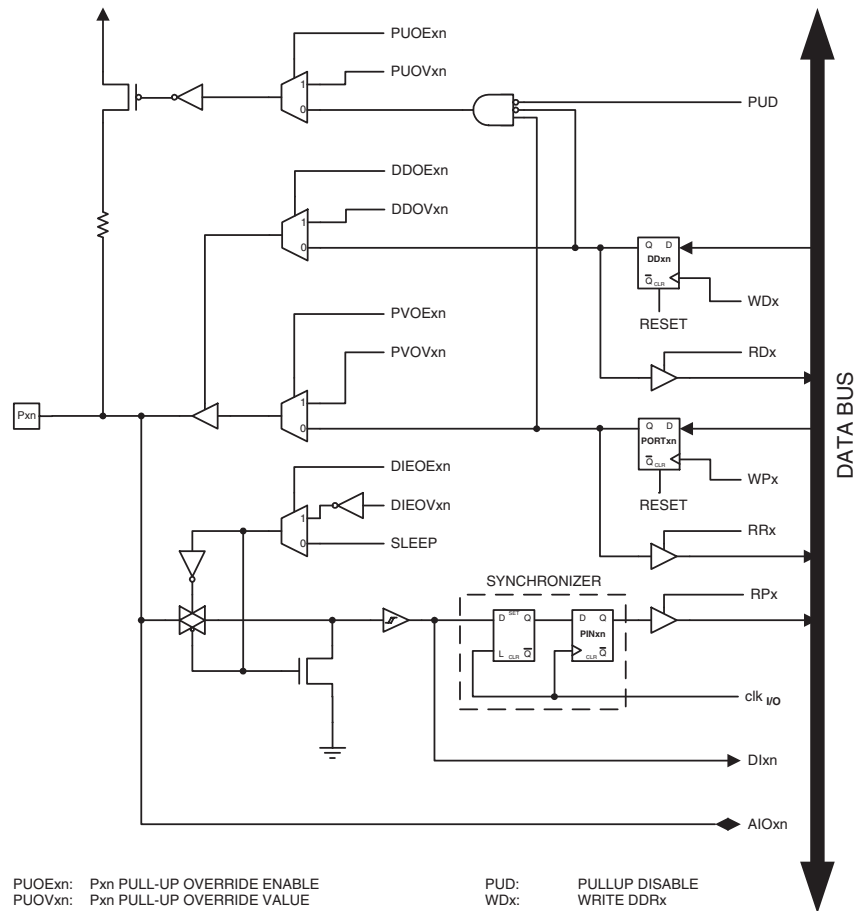 PUOExn
PUOVxn
1
0
PUD
DDOExn
DDOVxn
1
0
Q D
DDxn
Q CLR
WDx
RESET
RDx
PVOExn
PVOVxn
1
0
Pxn
Q D
PORTxn
Q CLR
WPx
RESET
DATA BUS
DIEOExn
DIEOVxn
1
0
SLEEP
RRx
SYNCHRONIZER
RPx
D SET Q
L CLR Q
D Q
PINxn
CLR Q
clk I/O
DIxn
AIOxn
PUOExn: Pxn PULL-UP OVERRIDE ENABLE
PUOVxn: Pxn PULL-UP OVERRIDE VALUE
PUD: PULLUP DISABLE
WDx: WRITE DDRx